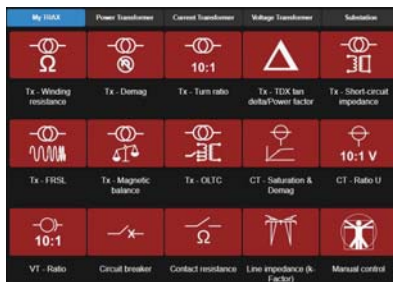 My TRAX
Power Transformer
Current Transformer
Voltage Transformer
Substation
Ω
10:1
Tx - Winding
resistance
Tx - Demag
Tx - Turn ratio
Tx - TDX tan
delta/Power factor
Tx - Short-circuit
impedance
10:1 V
Tx - FRSL
Tx - Magnetic
balance
Tx - OLTC
CT - Saturation &
Demag
CT - Ratio U
10:1
Ω
VT - Ratio
Circuit breaker
Contact resistance
Line impedance (k-
Factor)
Manual control